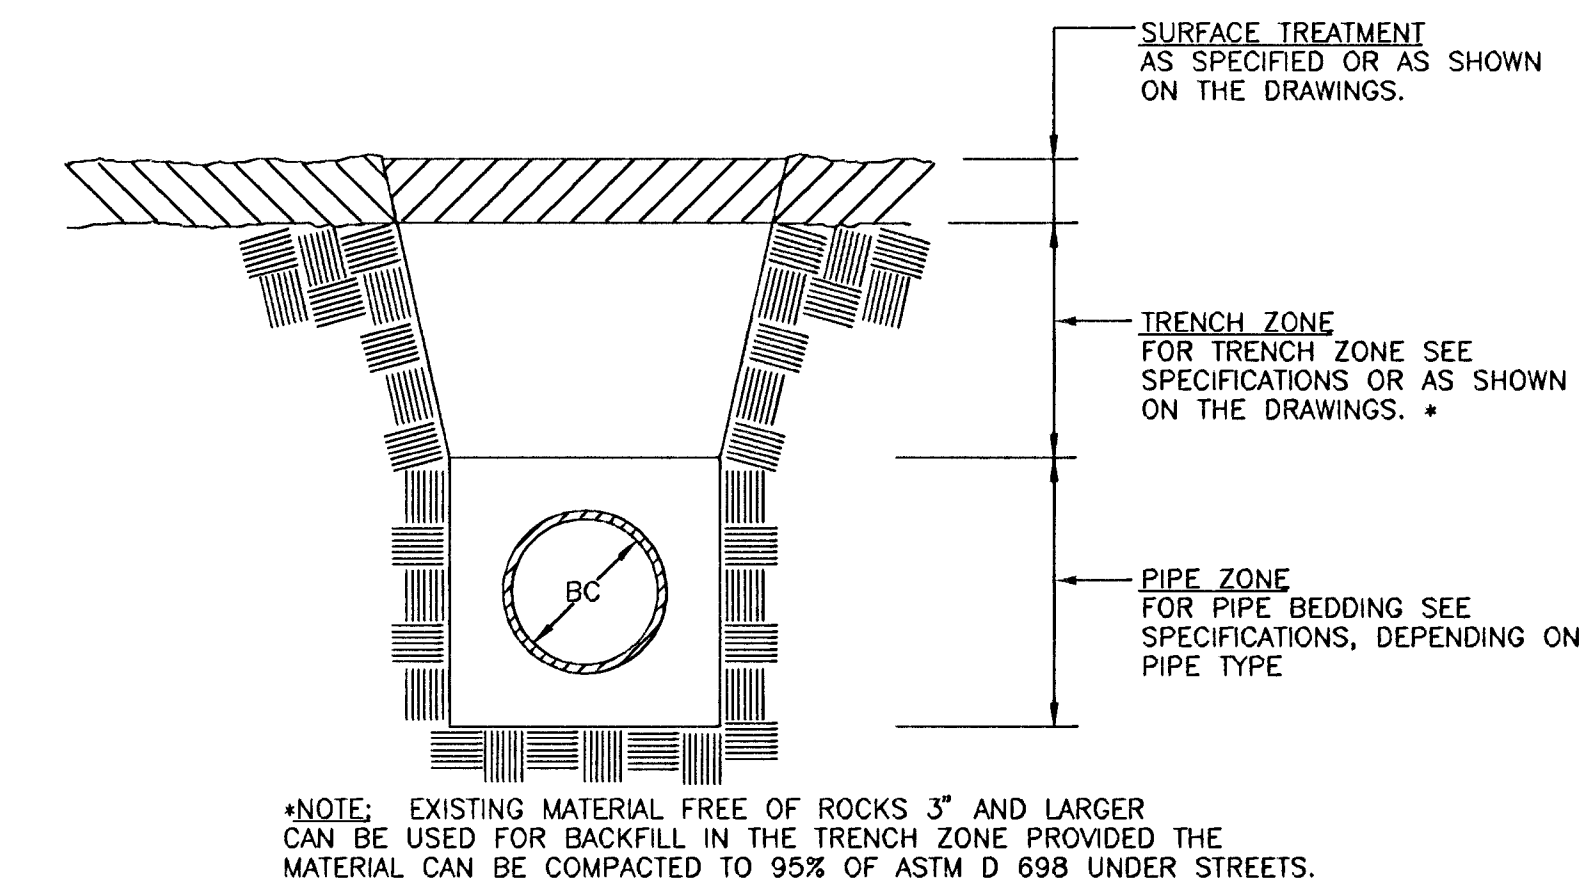 SURFACE TREATMENT
AS SPECIFIED OR AS SHOWN
ON THE DRAWINGS.
TRENCH ZONE
FOR TRENCH ZONE SEE
SPECIFICATIONS OR AS SHOWN
ON THE DRAWINGS. *
BC
PIPE ZONE
FOR PIPE BEDDING SEE
SPECIFICATIONS, DEPENDING ON
PIPE TYPE
*NOTE; EXISTING MATERIAL FREE OF ROCKS 3" AND LARGER
CAN BE USED FOR BACKFILL IN THE TRENCH ZONE PROVIDED THE
MATERIAL CAN BE COMPACTED TO 95% OF ASTM D 698 UNDER STREETS.